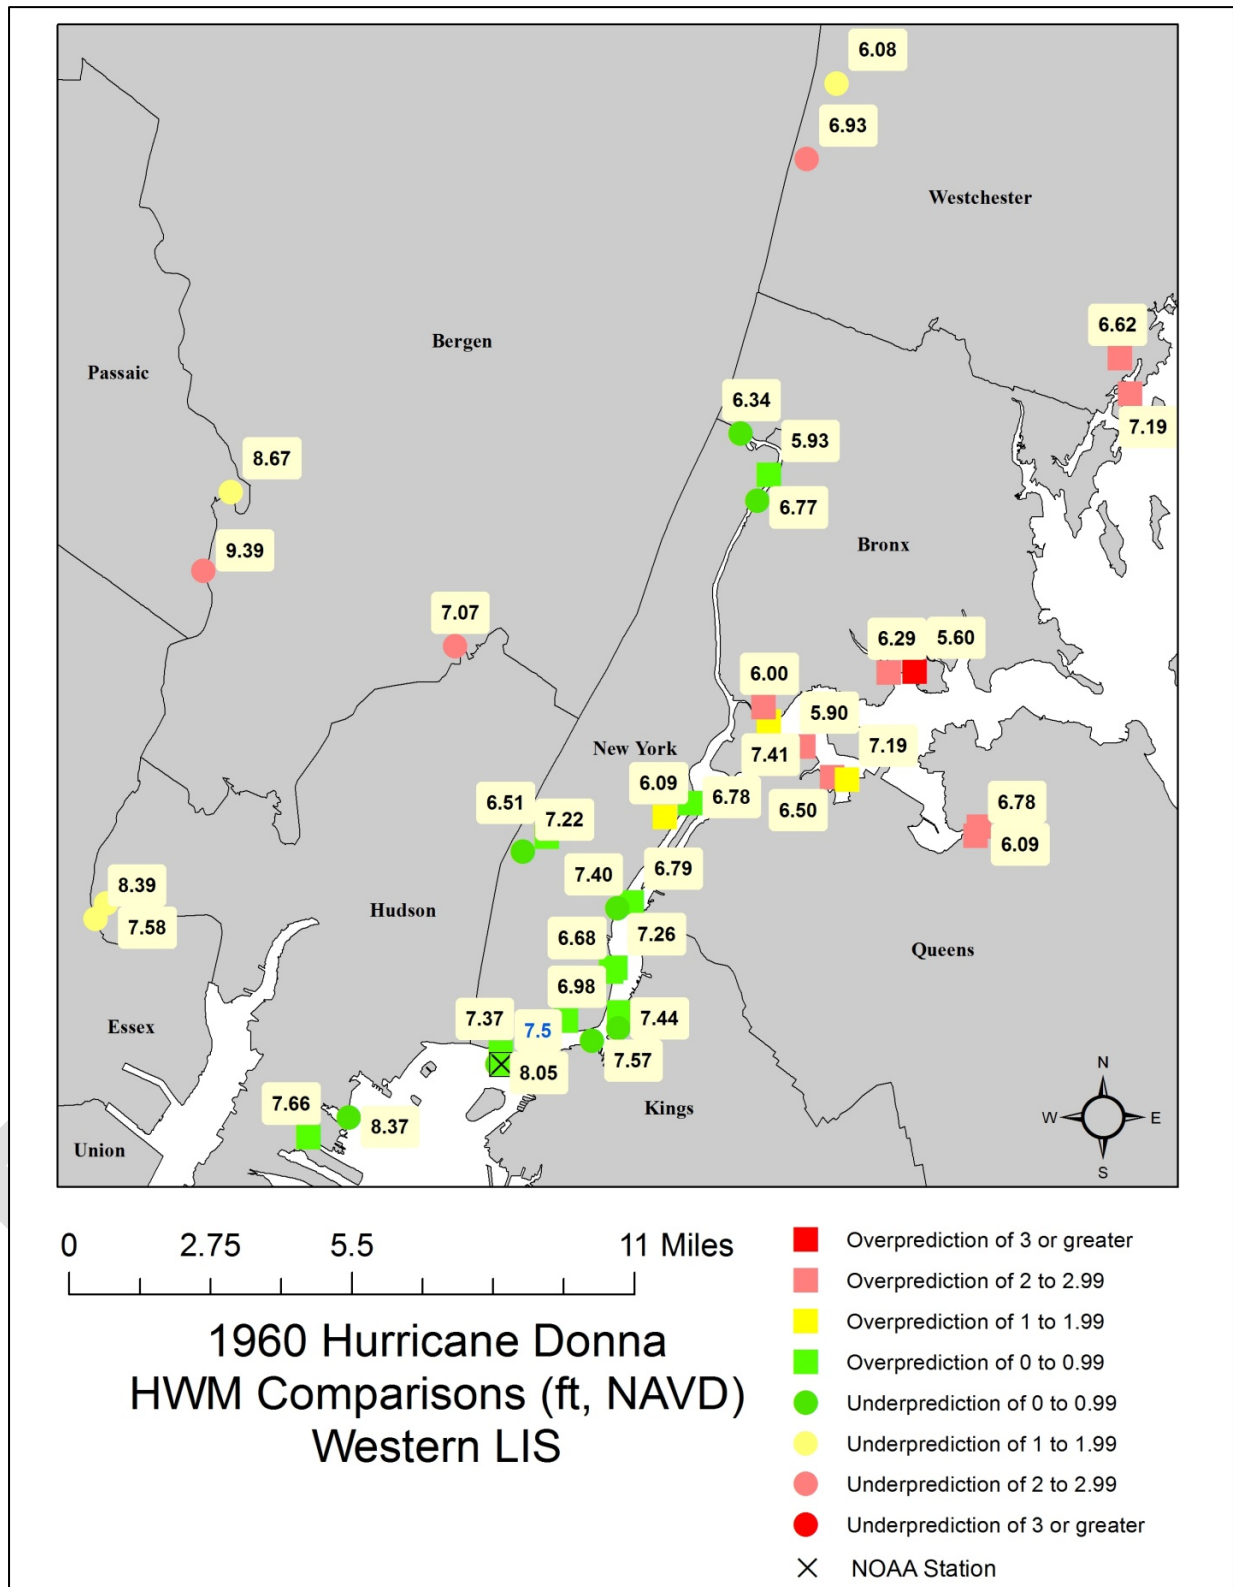 6.08
6.93
Westchester
6.62
Bergen
Passaic
7.19
6.34
5.93
8.67
6.77
9.39
Bronx
7.07
6.29
5.60
6.00
5.90
New York
7.41
7.19
6.09
6.78
6.50
6.51
7.22
6.78
6.09
7.40
6.79
8.39
7.58
Hudson
6.68
7.26
Queens
6.98
Essex
7.37
7.5
7.44
8.05
7.57
7.66
8.37
Kings
Union
N
W
E
S
0 2.75 5.5 11 Miles
1960 Hurricane Donna
HWM Comparisons (ft, NAVD)
Western LIS
Overprediction of 3 or greater
Overprediction of 2 to 2.99
Overprediction of 1 to 1.99
Overprediction of 0 to 0.99
Underprediction of 0 to 0.99
Underprediction of 1 to 1.99
Underprediction of 2 to 2.99
Underprediction of 3 or greater
NOAA Station